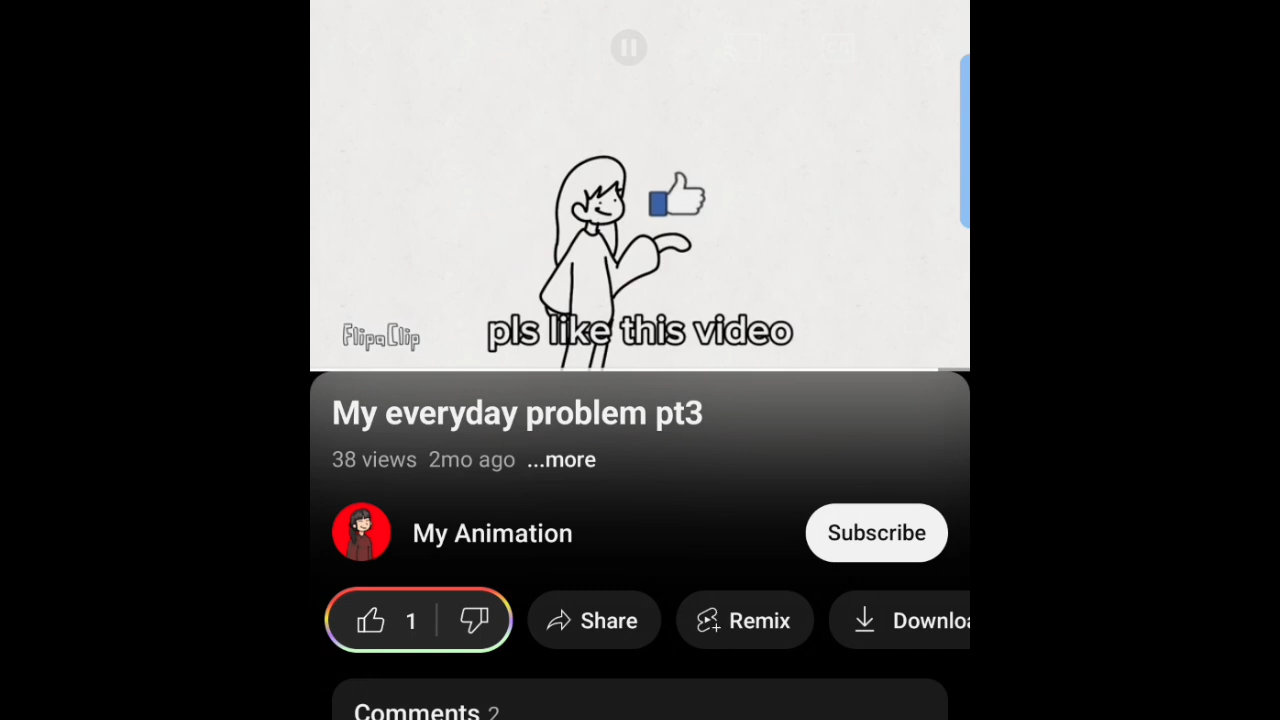 FlipaClip
pls like this video
My everyday problem pt3
38 views 2mo ago ...more
My Animation
Subscribe
1
Share
Remix
Downloa
Comments 2